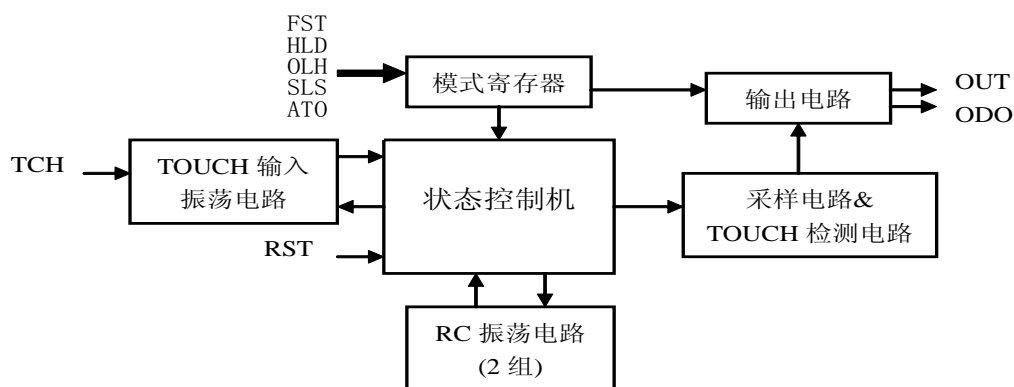 FST
HLD
OLH
SLS
ATO
模式寄存器
输出电路
OUT
ODO
TCH
TOUCH 输入
振荡电路
状态控制机
采样电路&
TOUCH 检测电路
RST
RC 振荡电路
(2 组)